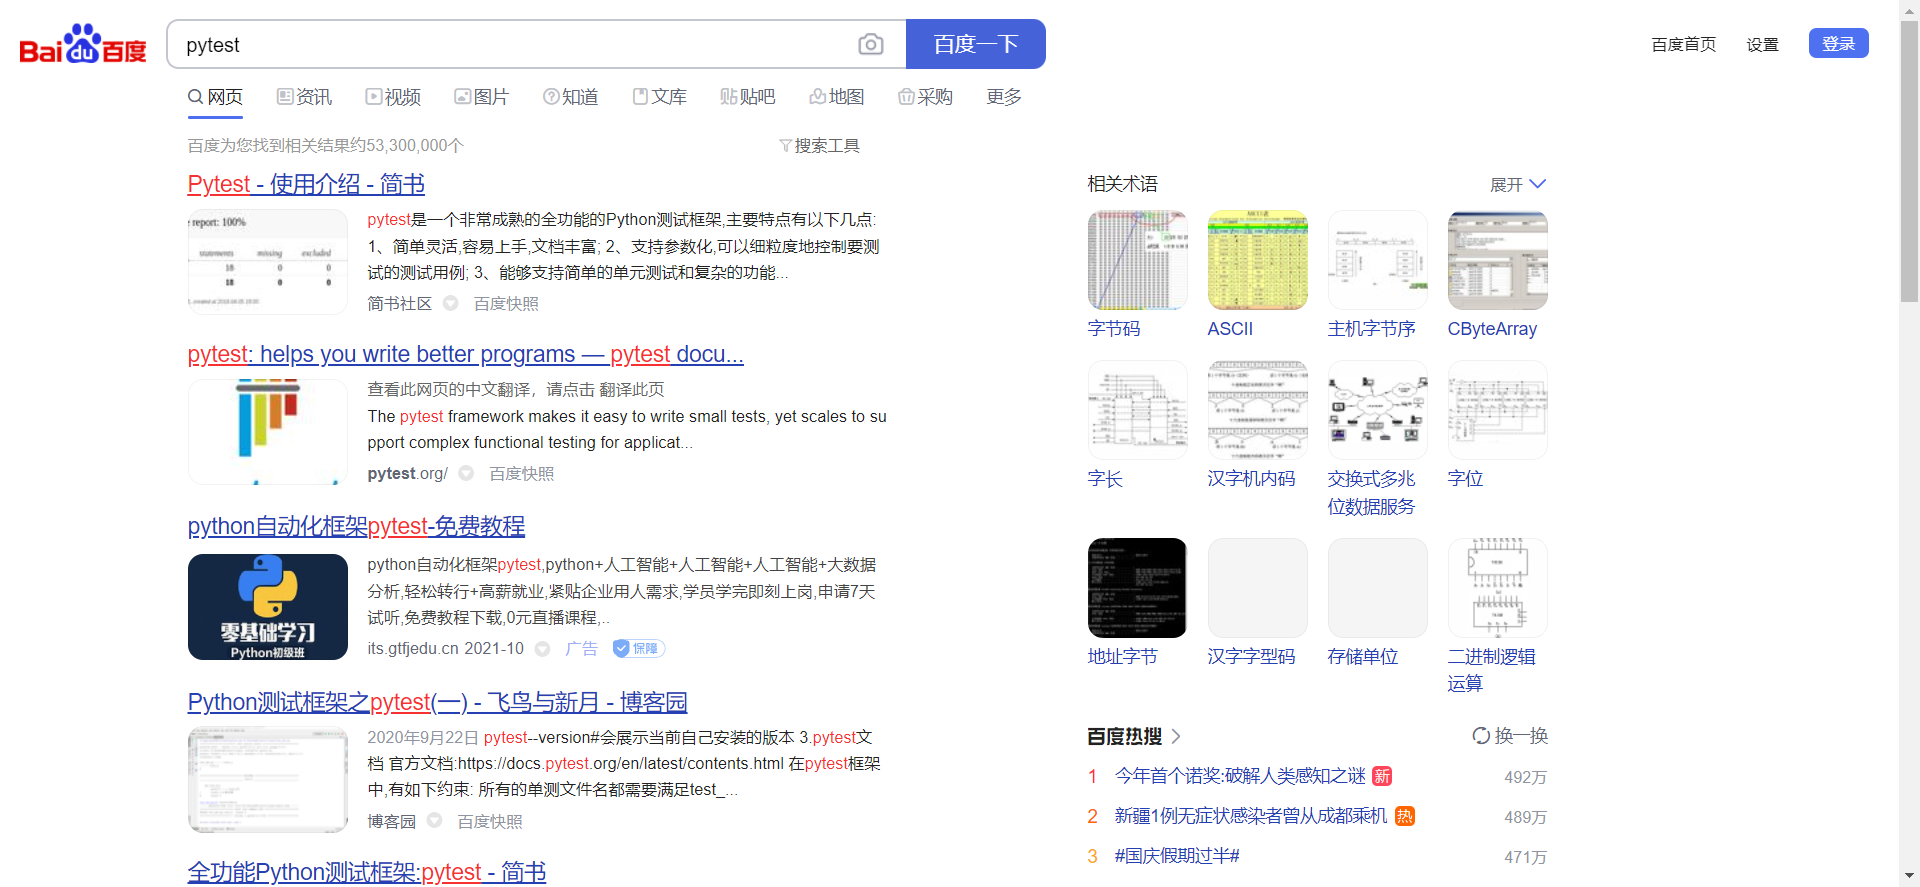 Bai du 百度
pytest
百度一下
百度首页 设置 登录
网页 资讯 视频 图片 知道 文库 贴吧 地图 采购 更多
百度为您找到相关结果约53,300,000个
搜索工具
Pytest - 使用介绍 - 简书
e report: 100%
statements missing excluded
18 0 0
18 0 0
pytest是一个非常成熟的全功能的Python测试框架,主要特点有以下几点:
1、简单灵活,容易上手,文档丰富; 2、支持参数化,可以细粒度地控制要测
试的测试用例; 3、能够支持简单的单元测试和复杂的功能...
简书社区 百度快照
pytest: helps you write better programs — pytest docu...
查看此网页的中文翻译，请点击 翻译此页
The pytest framework makes it easy to write small tests, yet scales to su
pport complex functional testing for applicat...
pytest.org/ 百度快照
python自动化框架pytest-免费教程
零基础学习
Python初级班
python自动化框架pytest,python+人工智能+人工智能+人工智能+大数据
分析,轻松转行+高薪就业,紧贴企业用人需求,学员学完即刻上岗,申请7天
试听,免费教程下载,0元直播课程,..
its.gtfjedu.cn 2021-10 广告 保障
Python测试框架之pytest(一) - 飞鸟与新月 - 博客园
2020年9月22日 pytest--version#会展示当前自己安装的版本 3.pytest文
档 官方文档:https://docs.pytest.org/en/latest/contents.html 在pytest框架
中,有如下约束: 所有的单测文件名都需要满足test_...
博客园 百度快照
全功能Python测试框架:pytest - 简书
相关术语 展开
字节码 ASCII 主机字节序 CByteArray
字长 汉字机内码 交换式多兆 字位
位数据服务
地址字节 汉字字型码 存储单位 二进制逻辑
运算
百度热搜 换一换
1 今年首个诺奖:破解人类感知之谜 新 492万
2 新疆1例无症状感染者曾从成都乘机 热 489万
3 #国庆假期过半# 471万